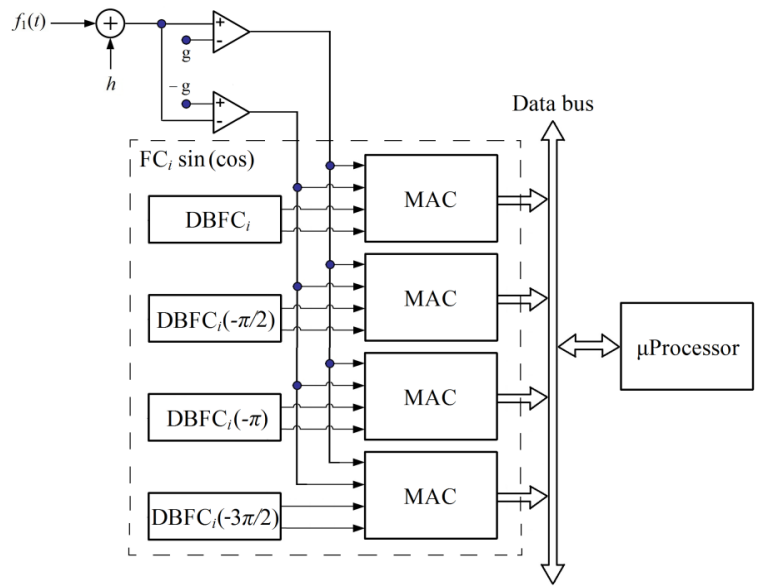 f₁(t)
+
h
+
-
g
– g
+
-
Data bus
FCᵢ sin (cos)
MAC
DBFCᵢ
MAC
DBFCᵢ(-π/2)
μProcessor
MAC
DBFCᵢ(-π)
MAC
DBFCᵢ(-3π/2)